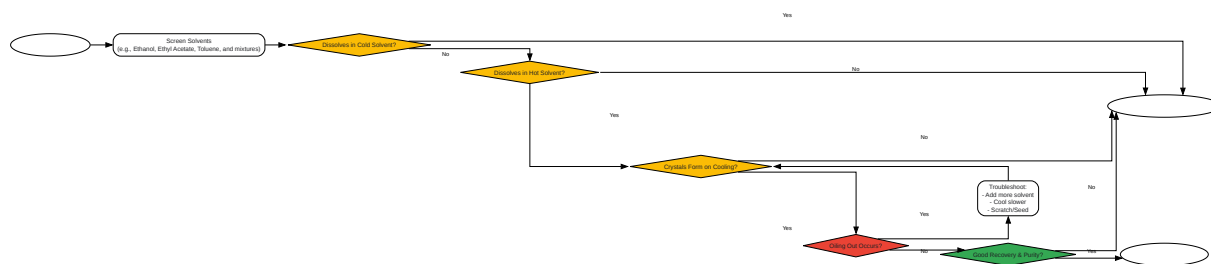 Yes
Screen Solvents
(e.g., Ethanol, Ethyl Acetate, Toluene, and mixtures)
Dissolves in Cold Solvent?
No
Dissolves in Hot Solvent?
No
Yes
No
Crystals Form on Cooling?
Troubleshoot:
- Add more solvent
- Cool slower
- Scratch/Seed
No
Yes
Yes
Oiling Out Occurs?
No
Good Recovery & Purity?
Yes